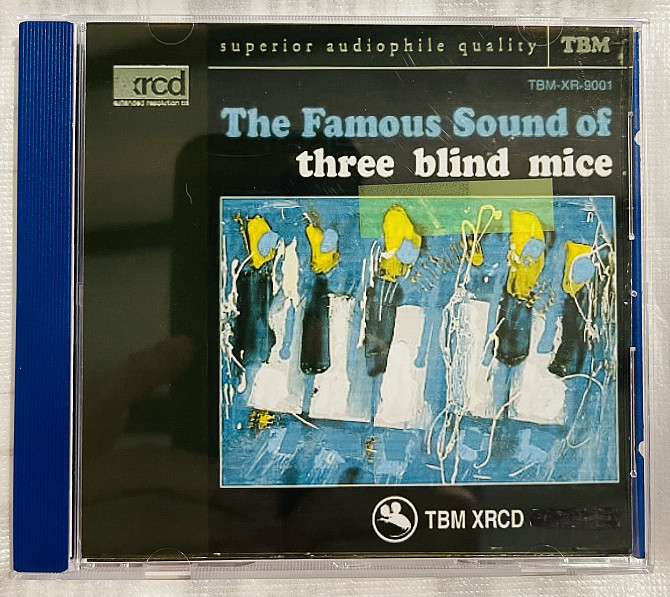 superior audiophile quality TBM
xrcd
extended resolution cd
TBM-XR-9001
The Famous Sound of
three blind mice
TBM XRCD